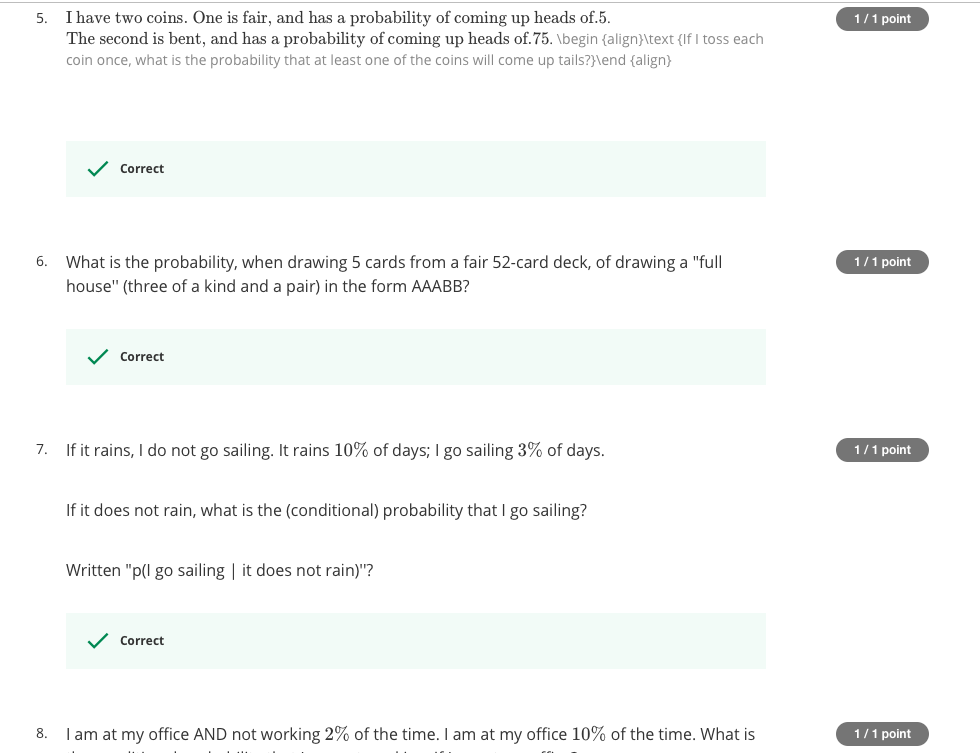 5. I have two coins. One is fair, and has a probability of coming up heads of.5. 1 / 1 point
The second is bent, and has a probability of coming up heads of.75. \begin {align}\text {If I toss each
coin once, what is the probability that at least one of the coins will come up tails?}\end {align}
Correct
6. What is the probability, when drawing 5 cards from a fair 52-card deck, of drawing a "full 1 / 1 point
house'' (three of a kind and a pair) in the form AAABB?
Correct
7. If it rains, I do not go sailing. It rains 10% of days; I go sailing 3% of days. 1 / 1 point
If it does not rain, what is the (conditional) probability that I go sailing?
Written "p(I go sailing | it does not rain)''?
Correct
8. I am at my office AND not working 2% of the time. I am at my office 10% of the time. What is 1 / 1 point